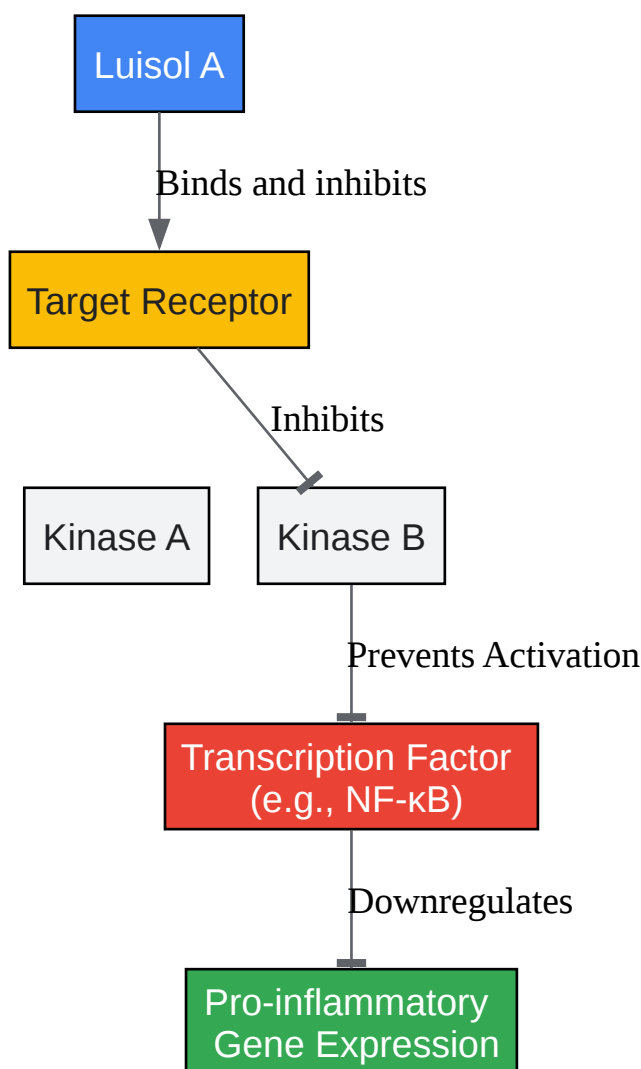 Luisol A
Binds and inhibits
Target Receptor
Inhibits
Kinase A
Kinase B
Prevents Activation
Transcription Factor
(e.g., NF-κB)
Downregulates
Pro-inflammatory
Gene Expression